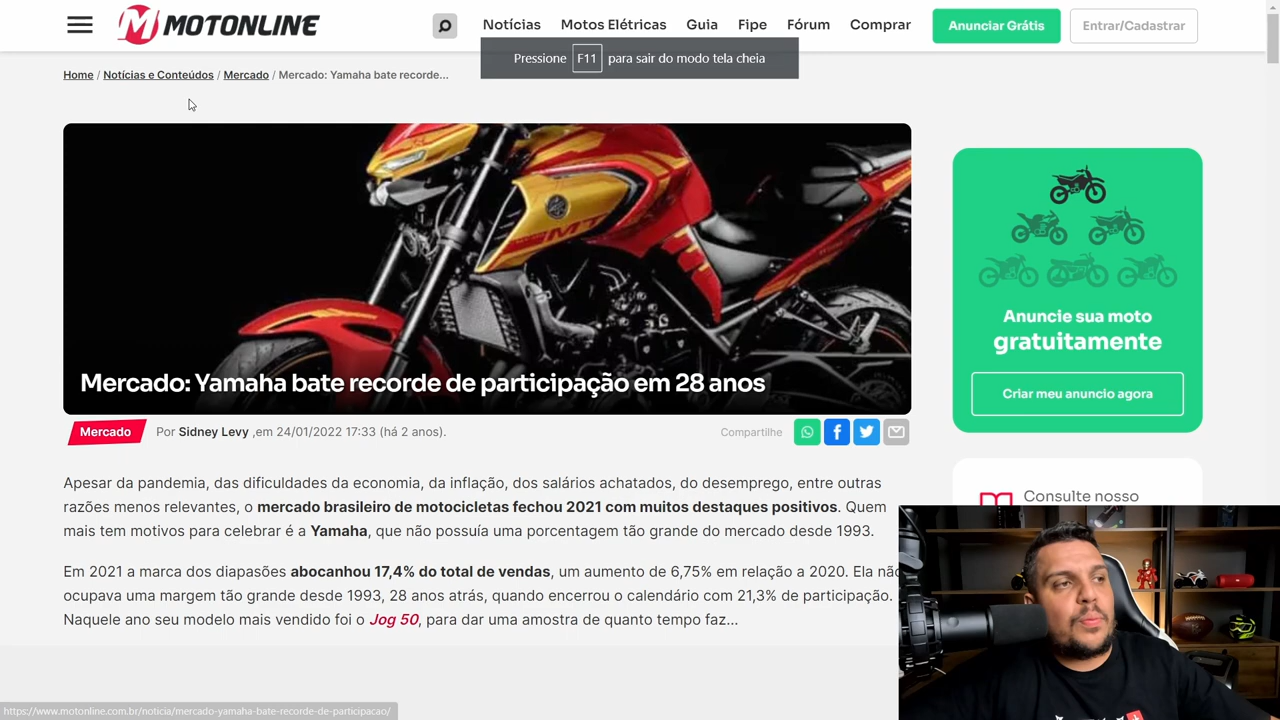 MOTONLINE
Notícias
Motos Elétricas
Guia
Fipe
Fórum
Comprar
Anunciar Grátis
Entrar/Cadastrar
Pressione F11 para sair do modo tela cheia
Home / Notícias e Conteúdos / Mercado / Mercado: Yamaha bate recorde...
MT
Mercado: Yamaha bate recorde de participação em 28 anos
Mercado
Por Sidney Levy ,em 24/01/2022 17:33 (há 2 anos).
Compartilhe
Apesar da pandemia, das dificuldades da economia, da inflação, dos salários achatados, do desemprego, entre outras
razões menos relevantes, o mercado brasileiro de motocicletas fechou 2021 com muitos destaques positivos. Quem
mais tem motivos para celebrar é a Yamaha, que não possuía uma porcentagem tão grande do mercado desde 1993.
Em 2021 a marca dos diapasões abocanhou 17,4% do total de vendas, um aumento de 6,75% em relação a 2020. Ela não
ocupava uma margem tão grande desde 1993, 28 anos atrás, quando encerrou o calendário com 21,3% de participação.
Naquele ano seu modelo mais vendido foi o Jog 50, para dar uma amostra de quanto tempo faz...
Anuncie sua moto
gratuitamente
Criar meu anuncio agora
Consulte nosso
https://www.motonline.com.br/noticia/mercado-yamaha-bate-recorde-de-participacao/